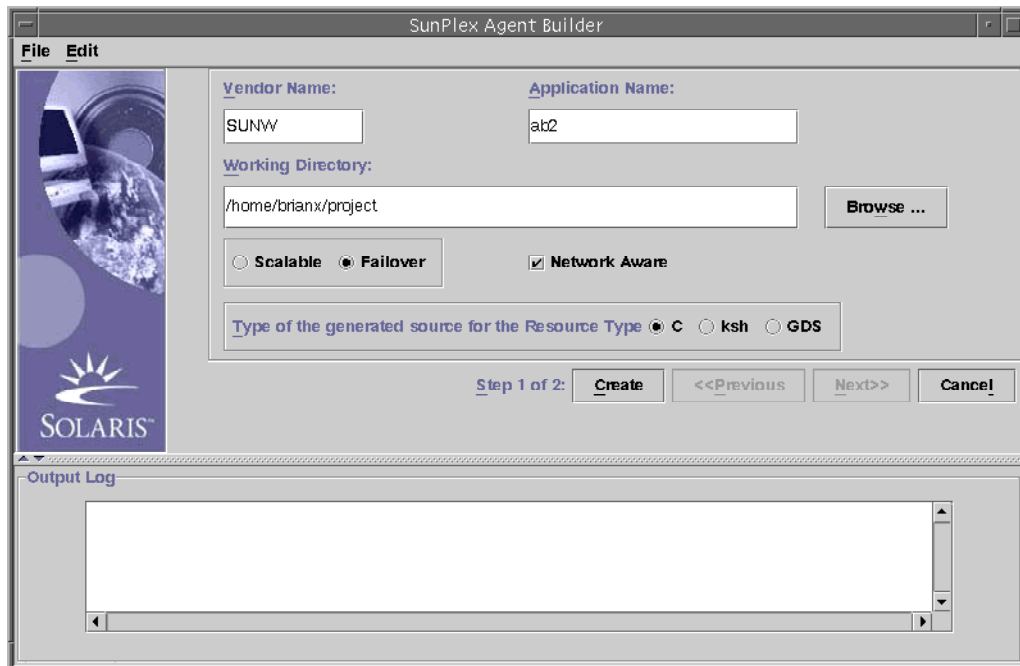 SunPlex Agent Builder
File Edit
Vendor Name: Application Name:
SUNW ab2
Working Directory:
/home/brianx/project Browse ...
Scalable Failover Network Aware
Type of the generated source for the Resource Type C ksh GDS
Step 1 of 2: Create <<Previous Next>> Cancel
SOLARIS™
Output Log